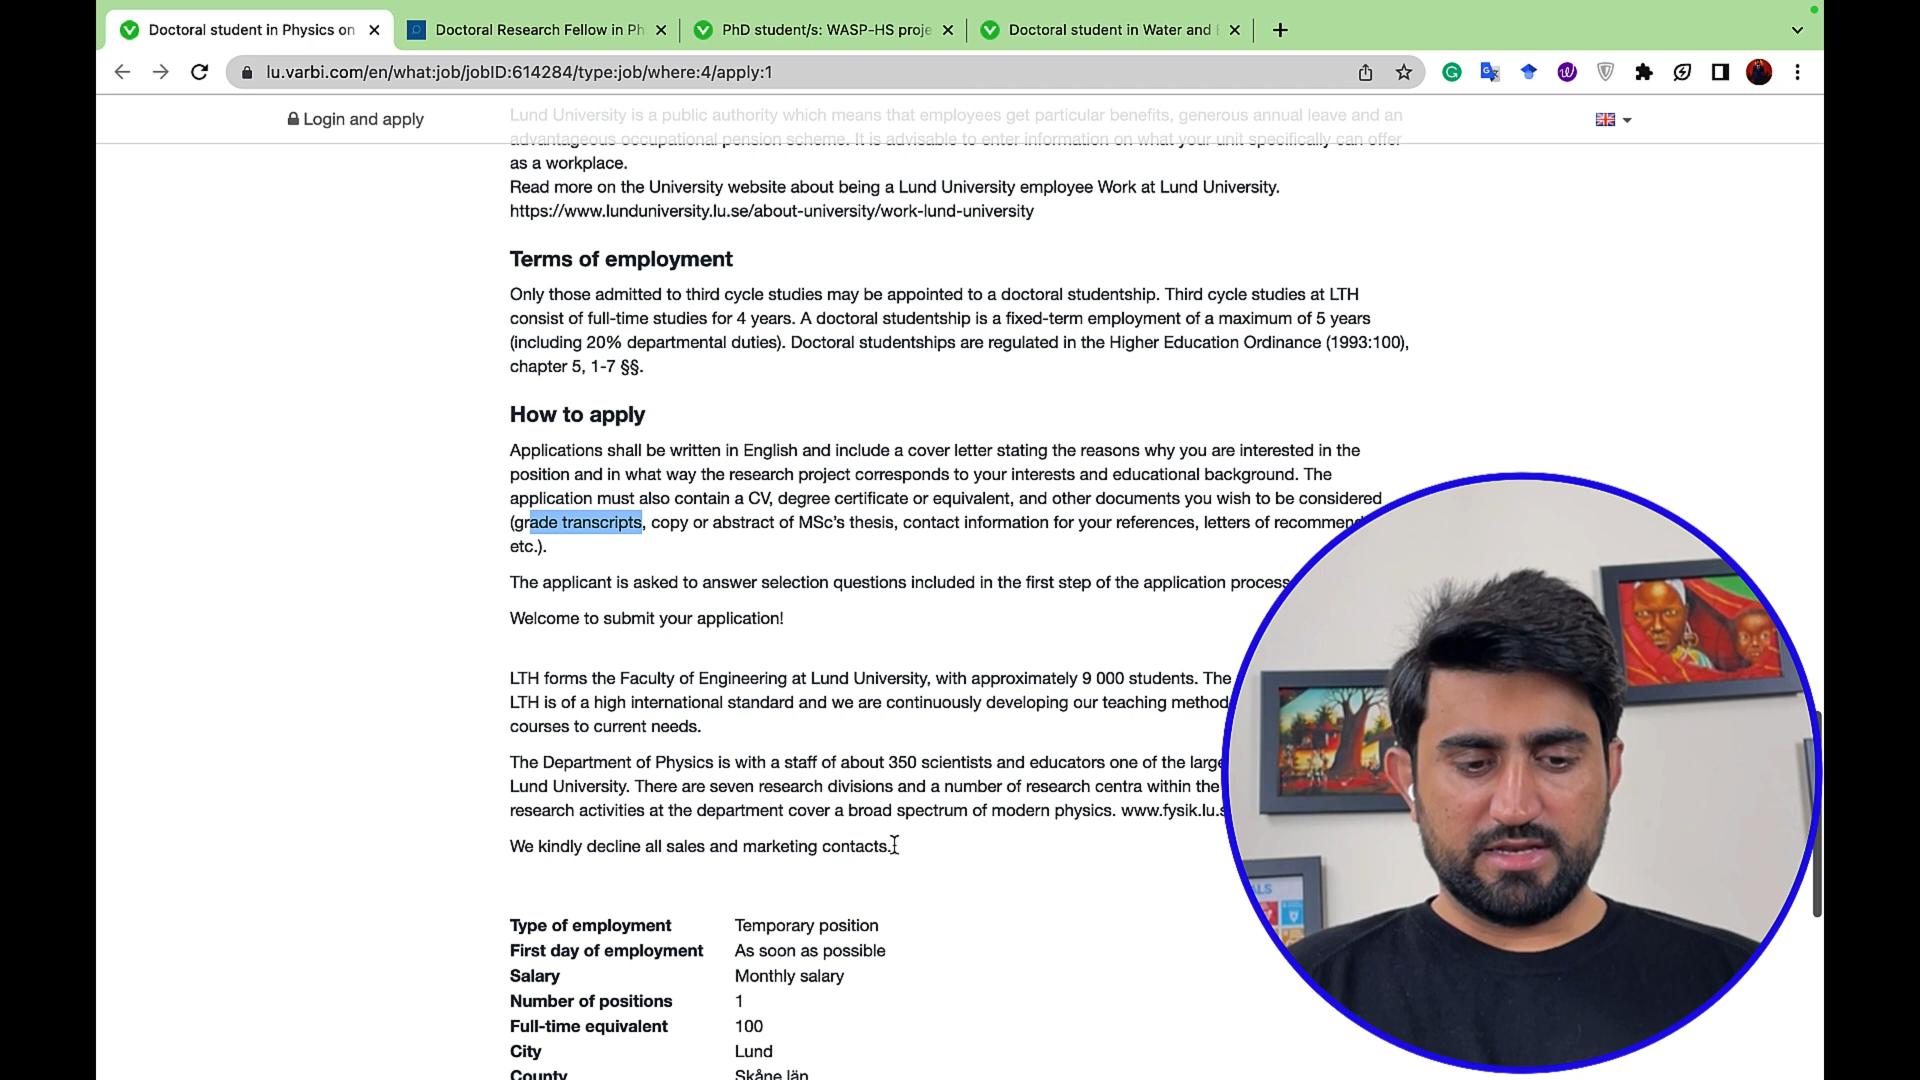 Doctoral student in Physics on
Doctoral Research Fellow in Ph
PhD student/s: WASP-HS proje
Doctoral student in Water and
lu.varbi.com/en/what:job/jobID:614284/type:job/where:4/apply:1
Login and apply
Lund University is a public authority which means that employees get particular benefits, generous annual leave and an
advantageous occupational pension scheme. It is advisable to enter information on what your unit specifically can offer
as a workplace.
Read more on the University website about being a Lund University employee Work at Lund University.
https://www.lunduniversity.lu.se/about-university/work-lund-university
Terms of employment
Only those admitted to third cycle studies may be appointed to a doctoral studentship. Third cycle studies at LTH
consist of full-time studies for 4 years. A doctoral studentship is a fixed-term employment of a maximum of 5 years
(including 20% departmental duties). Doctoral studentships are regulated in the Higher Education Ordinance (1993:100),
chapter 5, 1-7 §§.
How to apply
Applications shall be written in English and include a cover letter stating the reasons why you are interested in the
position and in what way the research project corresponds to your interests and educational background. The
application must also contain a CV, degree certificate or equivalent, and other documents you wish to be considered
(grade transcripts, copy or abstract of MSc's thesis, contact information for your references, letters of recommend
etc.).
The applicant is asked to answer selection questions included in the first step of the application process
Welcome to submit your application!
LTH forms the Faculty of Engineering at Lund University, with approximately 9 000 students. The
LTH is of a high international standard and we are continuously developing our teaching method
courses to current needs.
The Department of Physics is with a staff of about 350 scientists and educators one of the large
Lund University. There are seven research divisions and a number of research centra within the
research activities at the department cover a broad spectrum of modern physics. www.fysik.lu.s
We kindly decline all sales and marketing contacts.
Type of employment Temporary position
First day of employment As soon as possible
Salary Monthly salary
Number of positions 1
Full-time equivalent 100
City Lund
County Skåne län